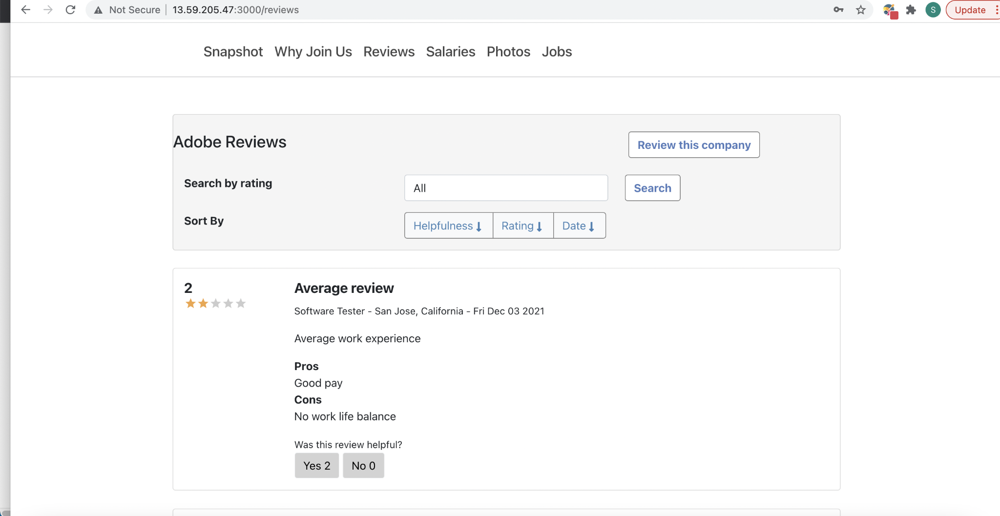 Not Secure | 13.59.205.47:3000/reviews
S
Update
Snapshot Why Join Us Reviews Salaries Photos Jobs
Adobe Reviews
Review this company
Search by rating
All
Search
Sort By
Helpfulness
Rating
Date
2
Average review
Software Tester - San Jose, California - Fri Dec 03 2021
Average work experience
Pros
Good pay
Cons
No work life balance
Was this review helpful?
Yes 2
No 0